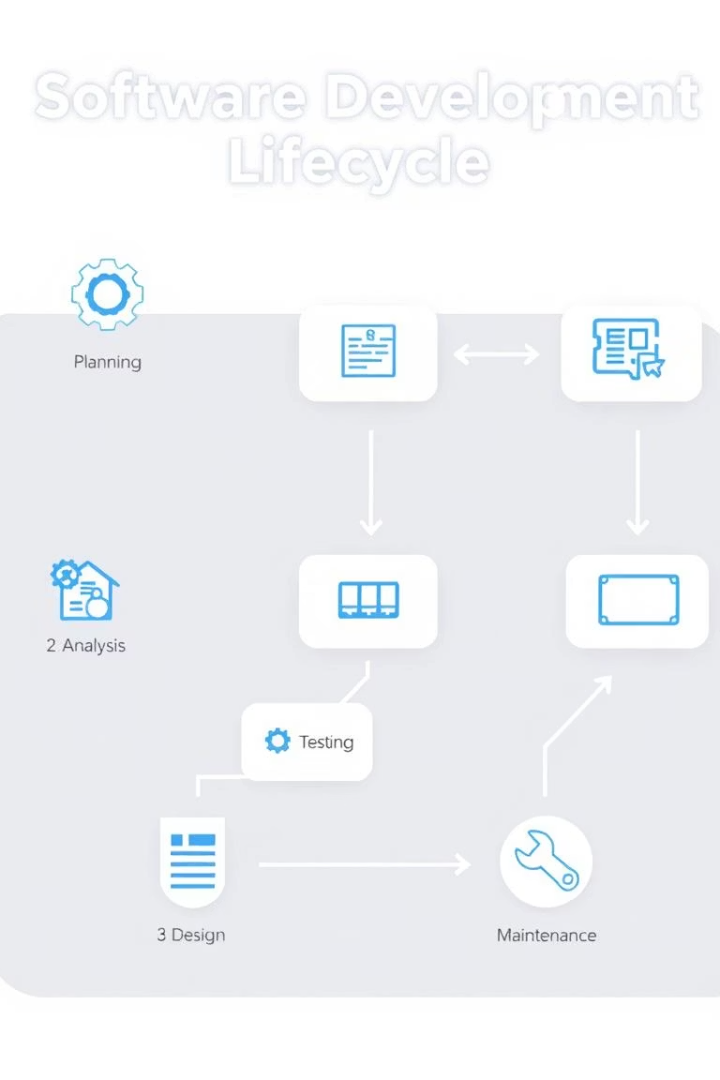 Software Development
Lifecycle
Planning
2 Analysis
Testing
3 Design
Maintenance